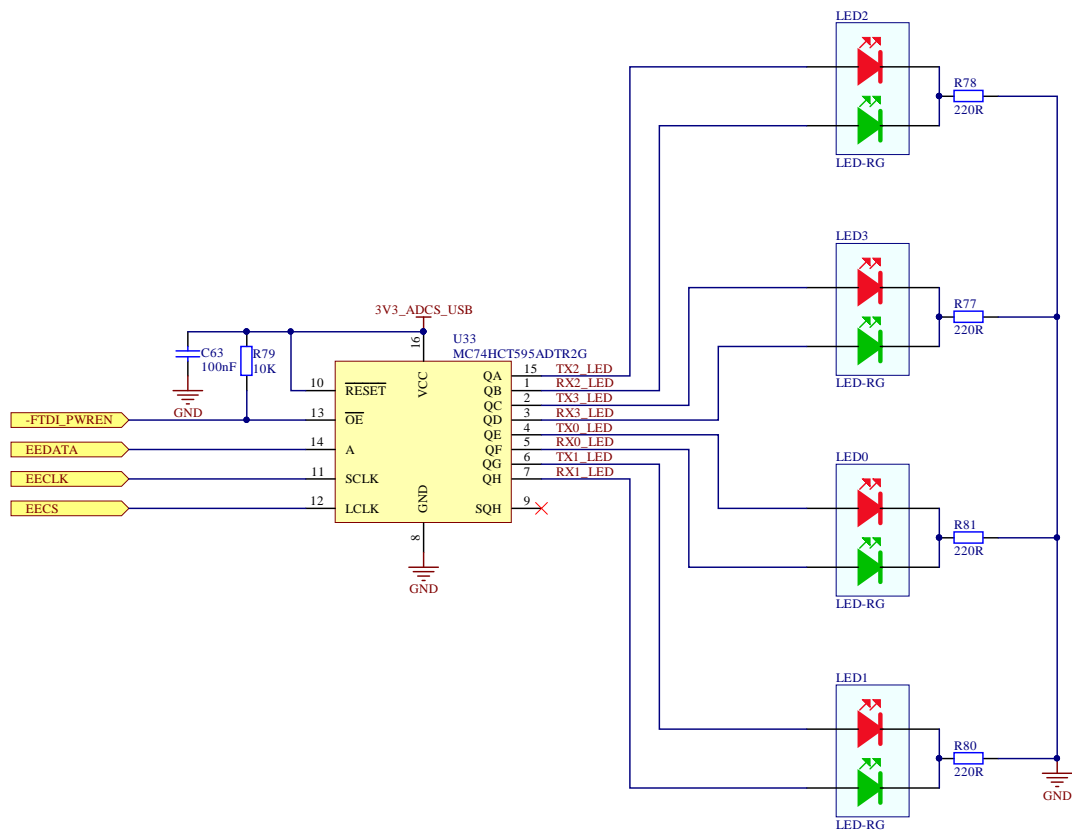 LED2
R78
220R
LED-RG
LED3
R77
220R
LED-RG
3V3_ADCS_USB
U33
MC74HCT595ADTR2G
C63
100nF
R79
10K
GND
16
VCC
10 RESET
13 OE
14 A
11 SCLK
12 LCLK
GND
8
GND
QA 15 TX2_LED
QB 1 RX2_LED
QC 2 TX3_LED
QD 3 RX3_LED
QE 4 TX0_LED
QF 5 RX0_LED
QG 6 TX1_LED
QH 7 RX1_LED
SQH 9
-FTDI_PWREN
EEDATA
EECLK
EECS
LED0
R81
220R
LED-RG
LED1
R80
220R
LED-RG
GND